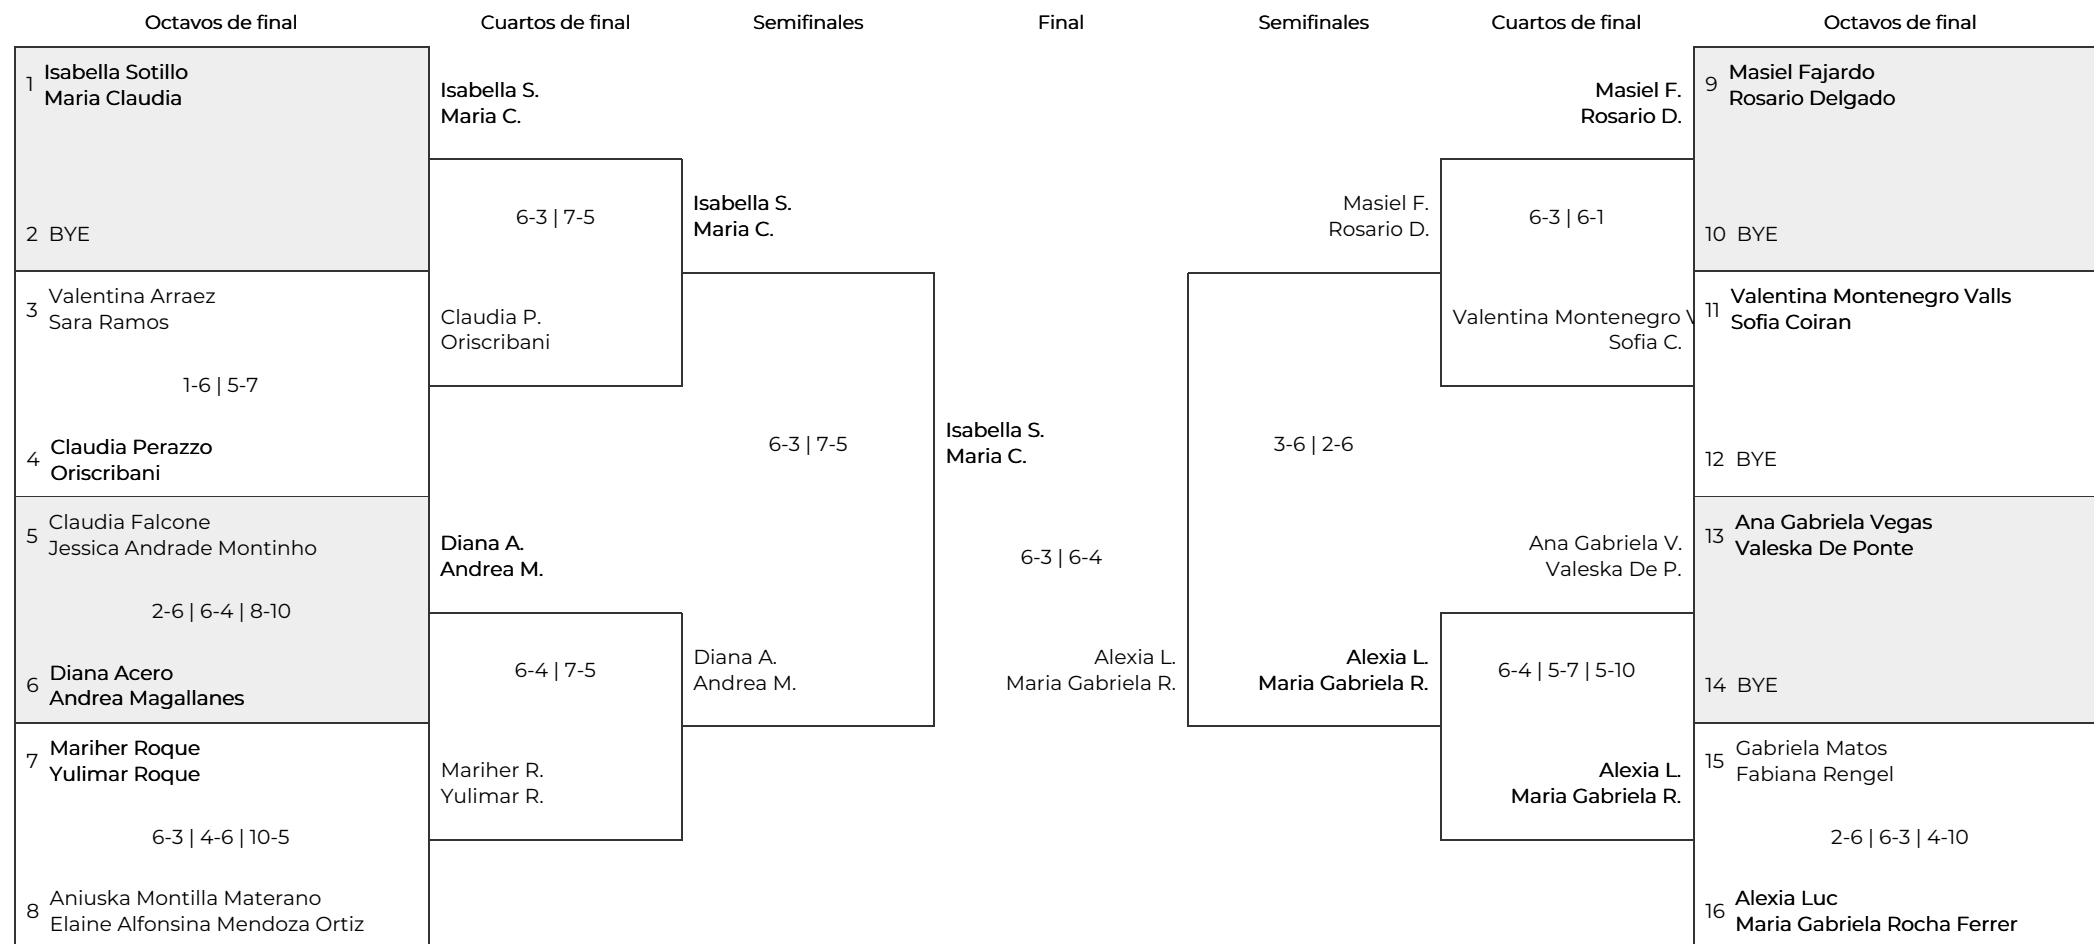 Octavos de final
Cuartos de final
Semifinales
Final
Semifinales
Cuartos de final
Octavos de final
1
Isabella Sotillo
Maria Claudia
2 BYE
3
Valentina Arraez
Sara Ramos
1-6 | 5-7
4
Claudia Perazzo
Oriscribani
5
Claudia Falcone
Jessica Andrade Montinho
2-6 | 6-4 | 8-10
6
Diana Acero
Andrea Magallanes
7
Mariher Roque
Yulimar Roque
6-3 | 4-6 | 10-5
8
Aniuska Montilla Materano
Elaine Alfonsina Mendoza Ortiz
Isabella S.
Maria C.
6-3 | 7-5
Claudia P.
Oriscribani
Diana A.
Andrea M.
6-4 | 7-5
Mariher R.
Yulimar R.
Isabella S.
Maria C.
6-3 | 7-5
Diana A.
Andrea M.
Isabella S.
Maria C.
6-3 | 6-4
Alexia L.
Maria Gabriela R.
Masiel F.
Rosario D.
3-6 | 2-6
Alexia L.
Maria Gabriela R.
Masiel F.
Rosario D.
6-3 | 6-1
Valentina Montenegro V
Sofia C.
Ana Gabriela V.
Valeska De P.
6-4 | 5-7 | 5-10
Alexia L.
Maria Gabriela R.
9
Masiel Fajardo
Rosario Delgado
10 BYE
11
Valentina Montenegro Valls
Sofia Coiran
12 BYE
13
Ana Gabriela Vegas
Valeska De Ponte
14 BYE
15
Gabriela Matos
Fabiana Rengel
2-6 | 6-3 | 4-10
16
Alexia Luc
Maria Gabriela Rocha Ferrer